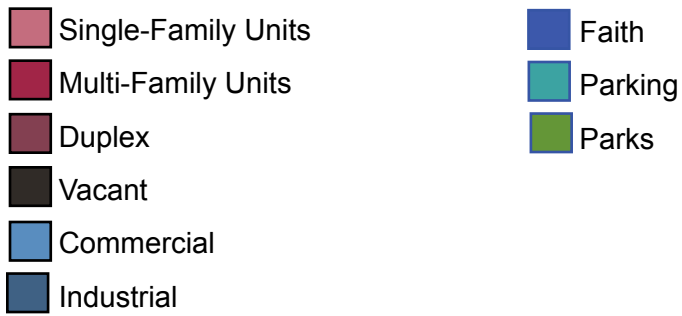 Single-Family Units
Multi-Family Units
Duplex
Vacant
Commercial
Industrial
Faith
Parking
Parks